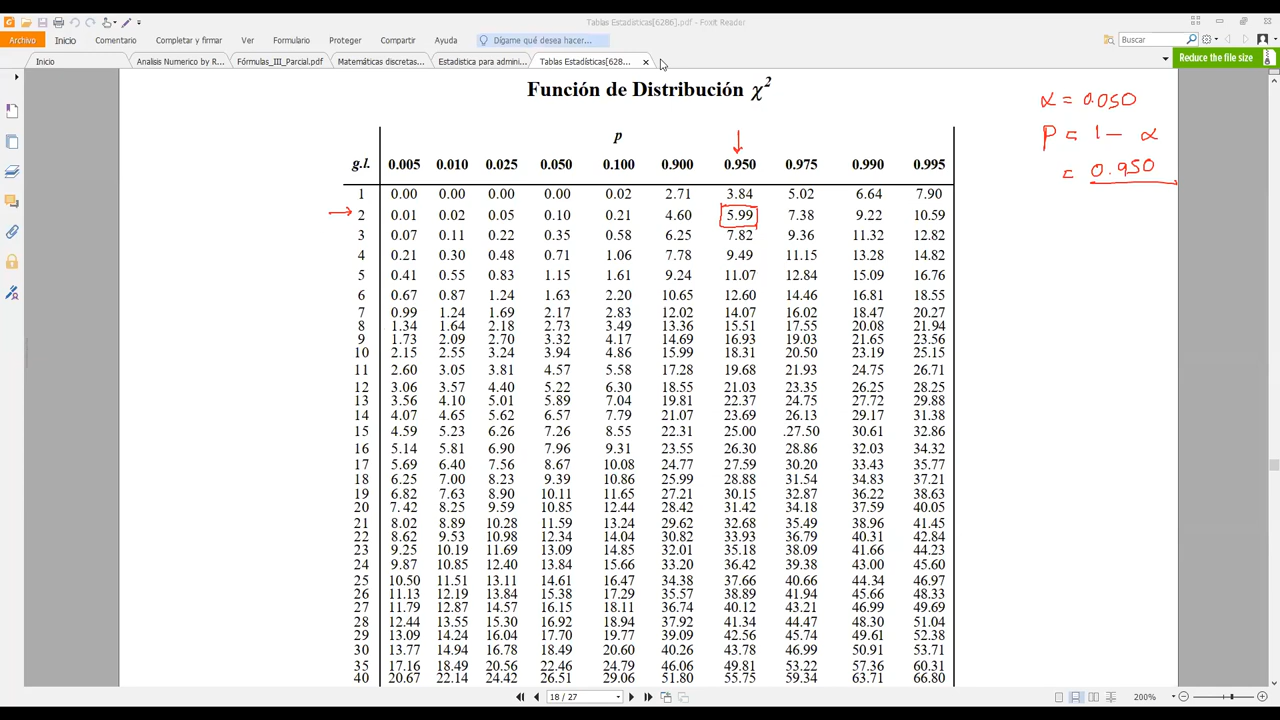 Tablas Estadísticas[6286].pdf - Foxit Reader
Archivo Inicio Comentario Completar y firmar Ver Formulario Proteger Compartir Ayuda Dígame qué desea hacer... Buscar
Inicio Analisis Numerico by R... Fórmulas_III_Parcial.pdf Matemáticas discretas... Estadistica para admini... Tablas Estadísticas[628... Reduce the file size
Función de Distribución χ²
α = 0.050
P = 1 - α
= 0.950
p
g.l. 0.005 0.010 0.025 0.050 0.100 0.900 0.950 0.975 0.990 0.995
1 0.00 0.00 0.00 0.00 0.02 2.71 3.84 5.02 6.64 7.90
2 0.01 0.02 0.05 0.10 0.21 4.60 5.99 7.38 9.22 10.59
3 0.07 0.11 0.22 0.35 0.58 6.25 7.82 9.36 11.32 12.82
4 0.21 0.30 0.48 0.71 1.06 7.78 9.49 11.15 13.28 14.82
5 0.41 0.55 0.83 1.15 1.61 9.24 11.07 12.84 15.09 16.76
6 0.67 0.87 1.24 1.63 2.20 10.65 12.60 14.46 16.81 18.55
7 0.99 1.24 1.69 2.17 2.83 12.02 14.07 16.02 18.47 20.27
8 1.34 1.64 2.18 2.73 3.49 13.36 15.51 17.55 20.08 21.94
9 1.73 2.09 2.70 3.32 4.17 14.69 16.93 19.03 21.65 23.56
10 2.15 2.55 3.24 3.94 4.86 15.99 18.31 20.50 23.19 25.15
11 2.60 3.05 3.81 4.57 5.58 17.28 19.68 21.93 24.75 26.71
12 3.06 3.57 4.40 5.22 6.30 18.55 21.03 23.35 26.25 28.25
13 3.56 4.10 5.01 5.89 7.04 19.81 22.37 24.75 27.72 29.88
14 4.07 4.65 5.62 6.57 7.79 21.07 23.69 26.13 29.17 31.38
15 4.59 5.23 6.26 7.26 8.55 22.31 25.00 .27.50 30.61 32.86
16 5.14 5.81 6.90 7.96 9.31 23.55 26.30 28.86 32.03 34.32
17 5.69 6.40 7.56 8.67 10.08 24.77 27.59 30.20 33.43 35.77
18 6.25 7.00 8.23 9.39 10.86 25.99 28.88 31.54 34.83 37.21
19 6.82 7.63 8.90 10.11 11.65 27.21 30.15 32.87 36.22 38.63
20 7.42 8.25 9.59 10.85 12.44 28.42 31.42 34.18 37.59 40.05
21 8.02 8.89 10.28 11.59 13.24 29.62 32.68 35.49 38.96 41.45
22 8.62 9.53 10.98 12.34 14.04 30.82 33.93 36.79 40.31 42.84
23 9.25 10.19 11.69 13.09 14.85 32.01 35.18 38.09 41.66 44.23
24 9.87 10.85 12.40 13.84 15.66 33.20 36.42 39.38 43.00 45.60
25 10.50 11.51 13.11 14.61 16.47 34.38 37.66 40.66 44.34 46.97
26 11.13 12.19 13.84 15.38 17.29 35.57 38.89 41.94 45.66 48.33
27 11.79 12.87 14.57 16.15 18.11 36.74 40.12 43.21 46.99 49.69
28 12.44 13.55 15.30 16.92 18.94 37.92 41.34 44.47 48.30 51.04
29 13.09 14.24 16.04 17.70 19.77 39.09 42.56 45.74 49.61 52.38
30 13.77 14.94 16.78 18.49 20.60 40.26 43.78 46.99 50.91 53.71
35 17.16 18.49 20.56 22.46 24.79 46.06 49.81 53.22 57.36 60.31
40 20.67 22.14 24.42 26.51 29.06 51.80 55.75 59.34 63.71 66.80
18 / 27 200%